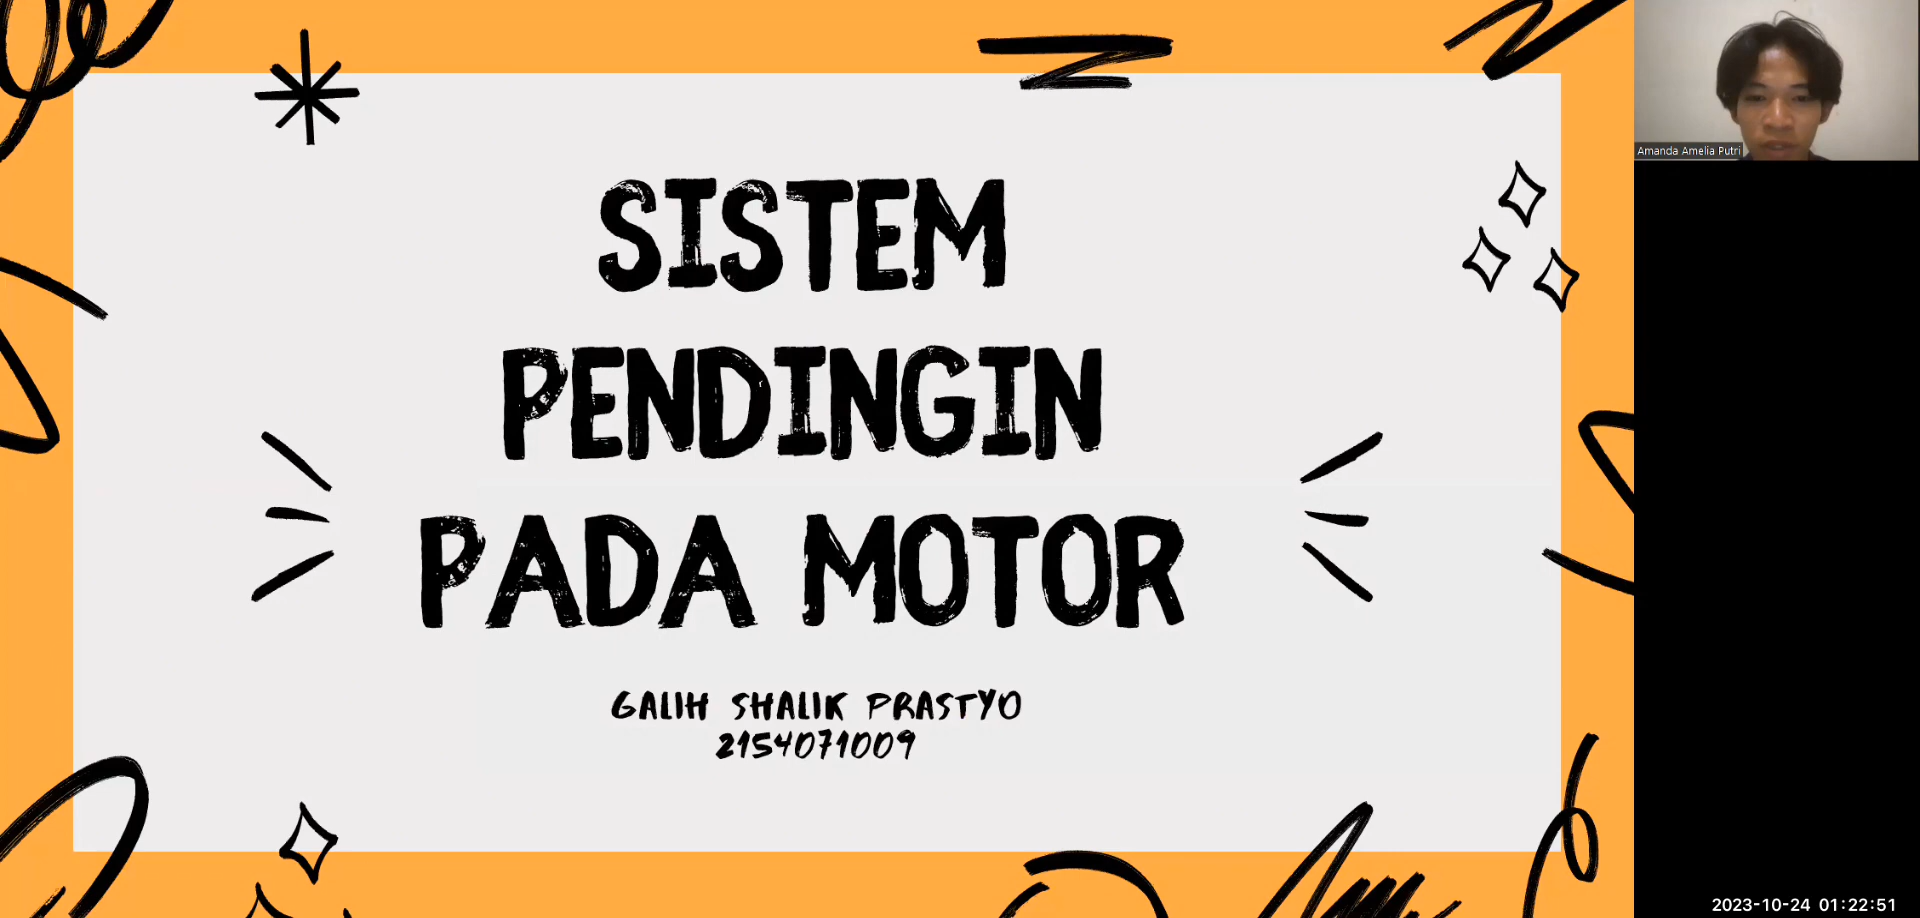 SISTEM
PENDINGIN
PADA MOTOR
GALIH SHALIK PRASTYO
2154071009
Amanda Amelia Putri
2023-10-24 01:22:51